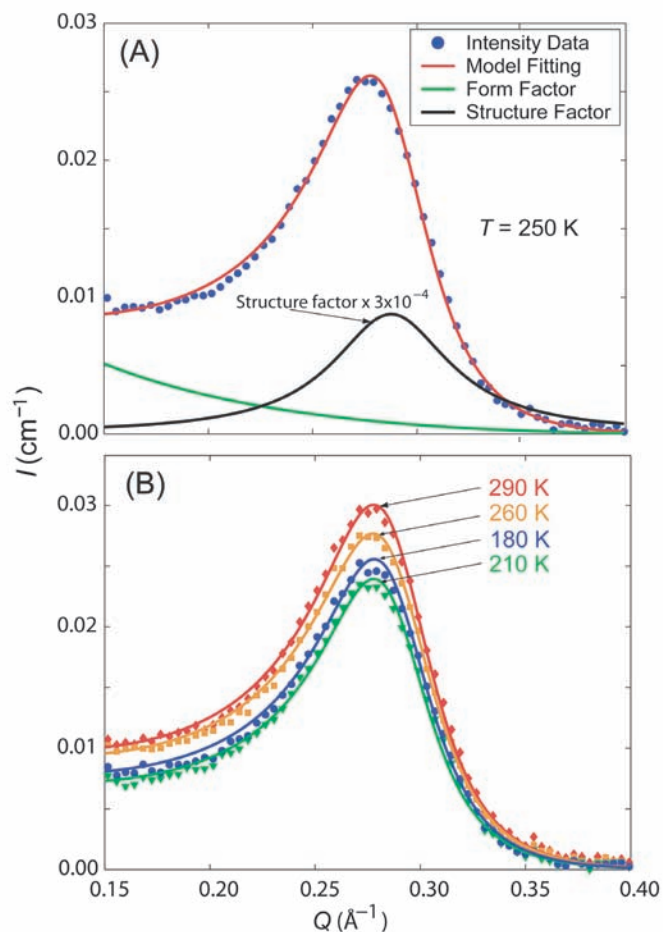 0.03
(A)
Intensity Data
Model Fitting
Form Factor
Structure Factor
0.02
T = 250 K
0.01
Structure factor x 3x10⁻⁴
0.00
I (cm⁻¹)
0.03
(B)
290 K
260 K
180 K
210 K
0.02
0.01
0.00
0.15 0.20 0.25 0.30 0.35 0.40
Q (Å⁻¹)